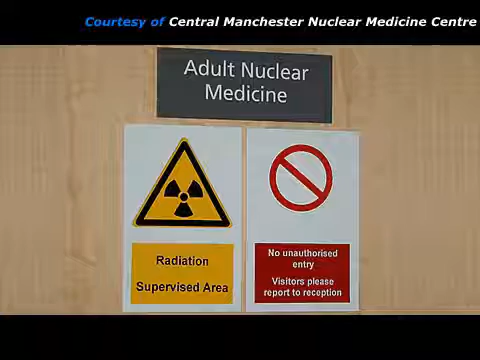 Courtesy of Central Manchester Nuclear Medicine Centre
Adult Nuclear
Medicine
Radiation
Supervised Area
No unauthorised
entry
Visitors please
report to reception